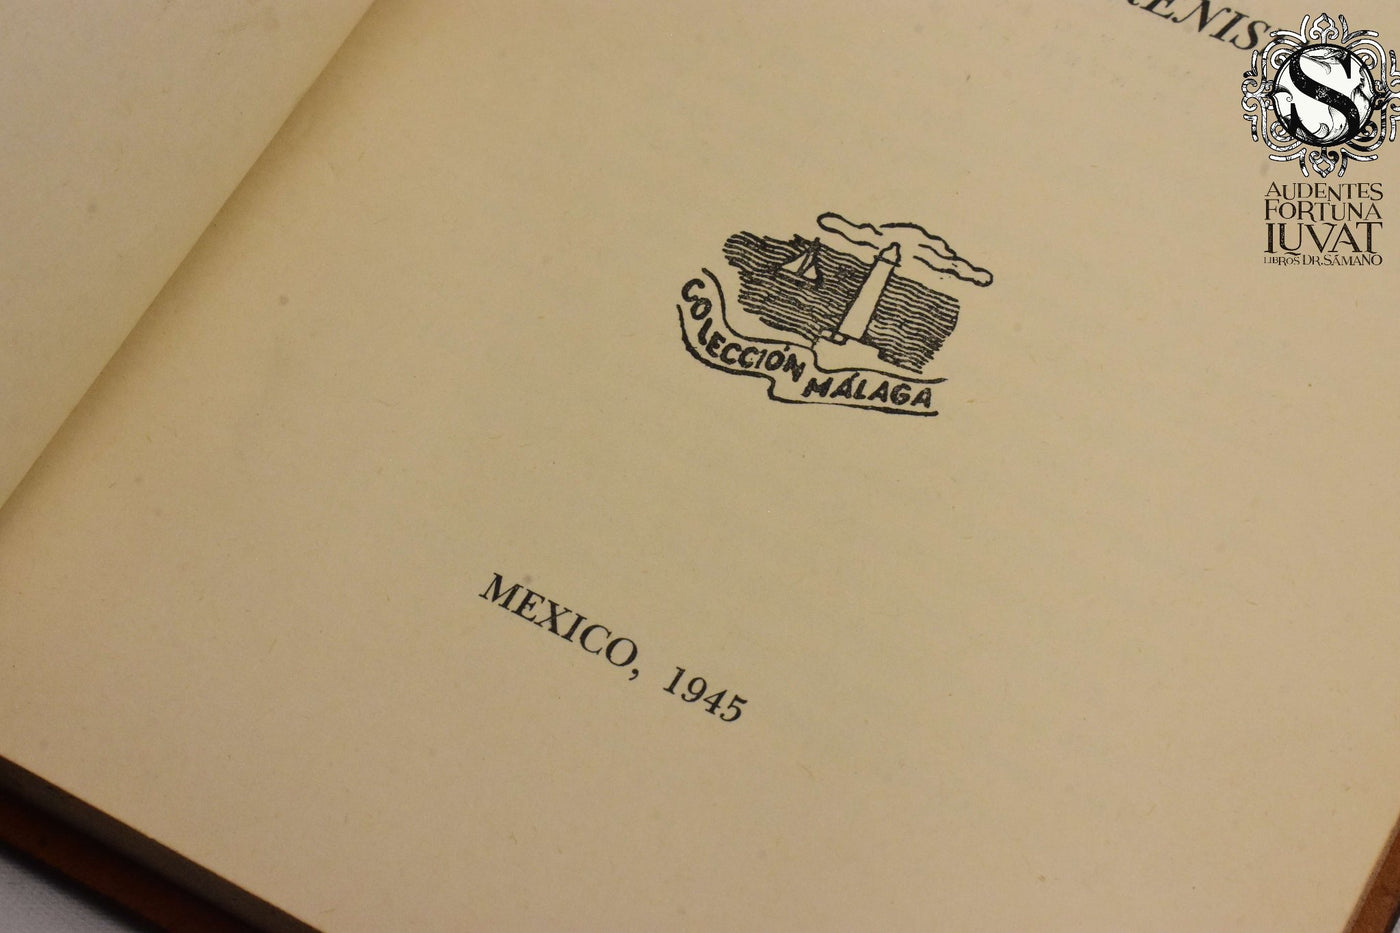 COLECCIÓN MÁLAGA
MEXICO, 1945
S
AUDENTES
FORTUNA
IUVAT
LIBROS DR. SÁMANO